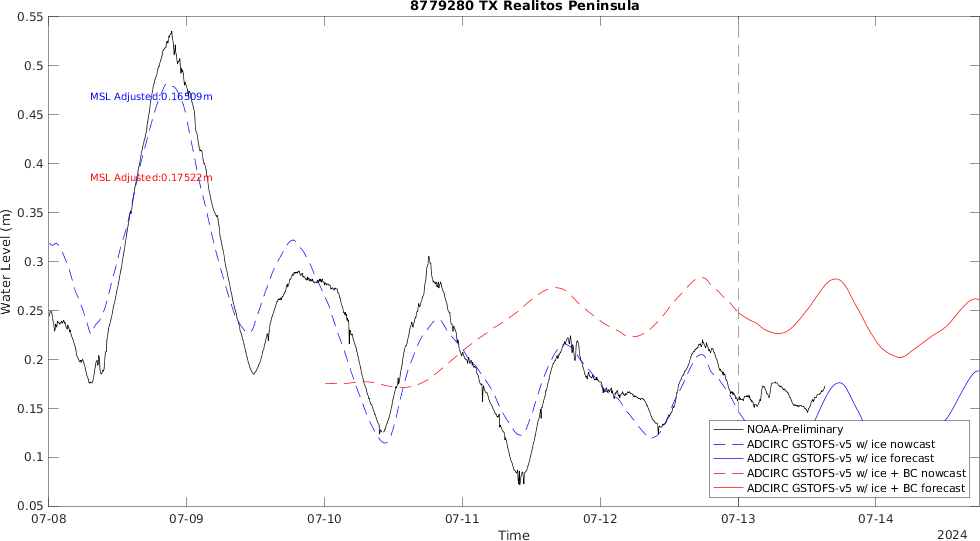 8779280 TX Realitos Peninsula
0.55
0.5
0.45
0.4
0.35
0.3
0.25
0.2
0.15
0.1
0.05
Water Level (m)
MSL Adjusted:0.16509m
MSL Adjusted:0.17522m
NOAA-Preliminary
ADCIRC GSTOFS-v5 w/ ice nowcast
ADCIRC GSTOFS-v5 w/ ice forecast
ADCIRC GSTOFS-v5 w/ ice + BC nowcast
ADCIRC GSTOFS-v5 w/ ice + BC forecast
07-08 07-09 07-10 07-11 07-12 07-13 07-14
Time
2024